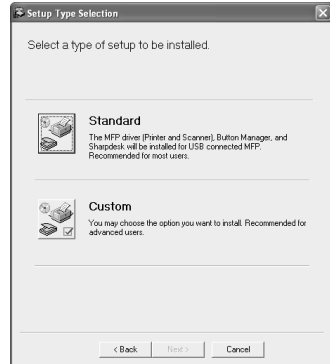 Setup Type Selection
Select a type of setup to be installed.
Standard
The MFP driver (Printer and Scanner), Button Manager, and
Sharpdesk will be installed for USB connected MFP.
Recommended for most users.
Custom
You may choose the option you want to install. Recommended for
advanced users.
< Back
Next >
Cancel